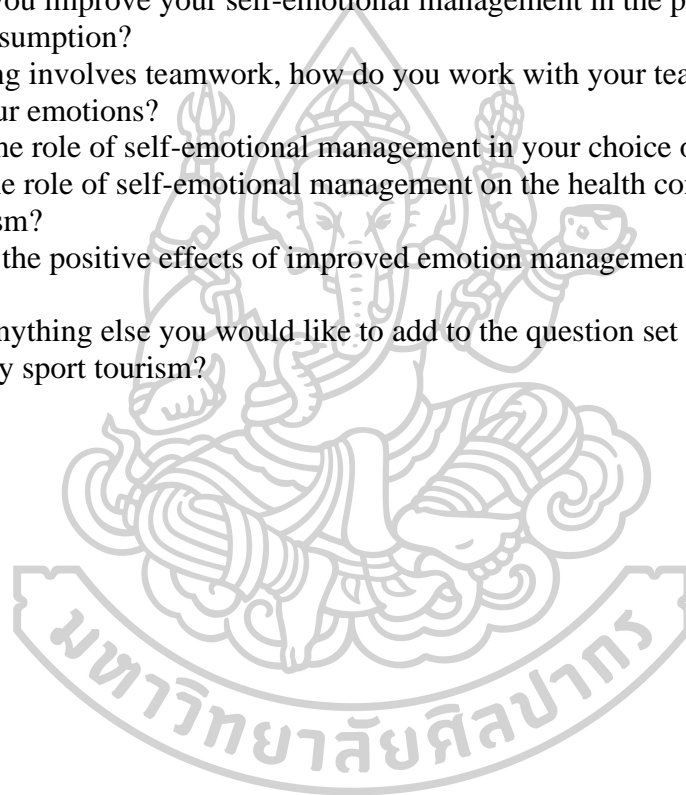 you improve your self-emotional management in the p
sumption?
ng involves teamwork, how do you work with your tea
ur emotions?
he role of self-emotional management in your choice o
e role of self-emotional management on the health co
sm?
the positive effects of improved emotion management
nything else you would like to add to the question set
y sport tourism?
มหาวิทยาลัยศิลปากร